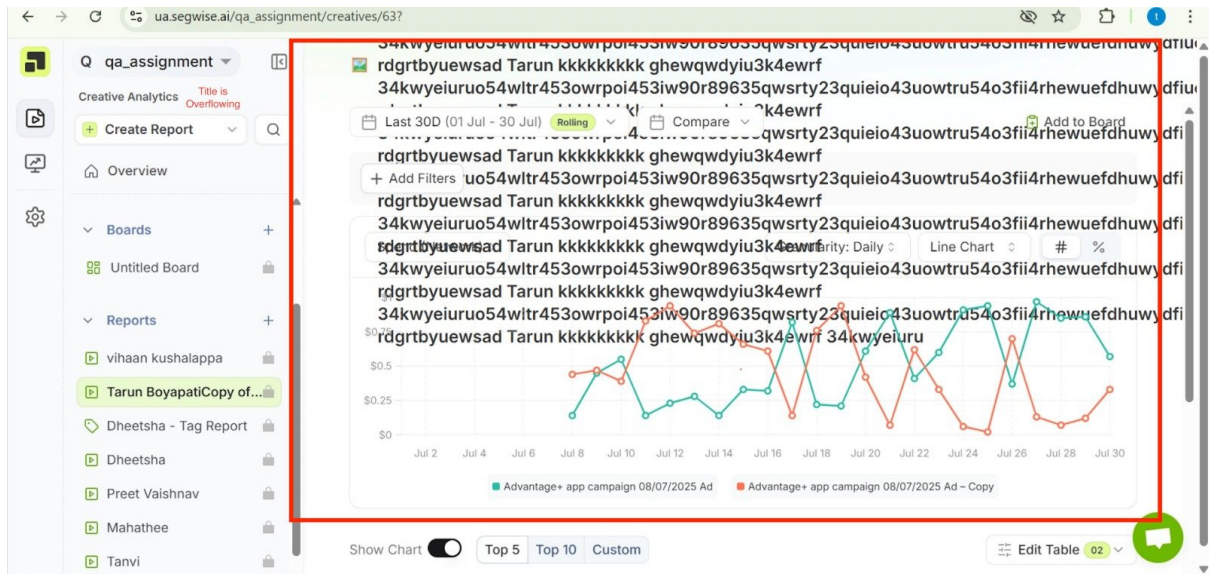 ua.segwise.ai/qa_assignment/creatives/63?
t
Q qa_assignment
Creative Analytics
Title is
Overflowing
Create Report
Overview
Boards
Untitled Board
Reports
vihaan kushalappa
Tarun BoyapatiCopy of...
Dheetsha - Tag Report
Dheetsha
Preet Vaishnav
Mahathee
Tanvi
34kwyeiuruo54wltr453owrpoi453iw90r89635qwsrty23quieio43uowtru54o3fii4rhewuefdhuwydfiu
rdgrtbyuewsad Tarun kkkkkkkkk ghewqwdyiu3k4ewrf
34kwyeiuruo54wltr453owrpoi453iw90r89635qwsrty23quieio43uowtru54o3fii4rhewuefdhuwydfiu
Last 30D (01 Jul - 30 Jul) Rolling
Compare
Add to Board
rdgrtbyuewsad Tarun kkkkkkkkk ghewqwdyiu3k4ewrf
+ Add Filters
rdgrtbyuewsad Tarun kkkkkkkkk ghewqwdyiu3k4ewrf
34kwyeiuruo54wltr453owrpoi453iw90r89635qwsrty23quieio43uowtru54o3fii4rhewuefdhuwydfi
rdgrtbyuewsad Tarun kkkkkkkkk ghewqwdyiu3k4ewrf
Granularity: Daily
Line Chart
# %
34kwyeiuruo54wltr453owrpoi453iw90r89635qwsrty23quieio43uowtru54o3fii4rhewuefdhuwydfi
rdgrtbyuewsad Tarun kkkkkkkkk ghewqwdyiu3k4ewrf
34kwyeiuruo54wltr453owrpoi453iw90r89635qwsrty23quieio43uowtru54o3fii4rhewuefdhuwydfi
rdgrtbyuewsad Tarun kkkkkkkkk ghewqwdyiu3k4ewrf 34kwyeiuru
$1
$0.75
$0.5
$0.25
$0
Jul 2 Jul 4 Jul 6 Jul 8 Jul 10 Jul 12 Jul 14 Jul 16 Jul 18 Jul 20 Jul 22 Jul 24 Jul 26 Jul 28 Jul 30
Advantage+ app campaign 08/07/2025 Ad
Advantage+ app campaign 08/07/2025 Ad – Copy
Show Chart
Top 5 Top 10 Custom
Edit Table 02